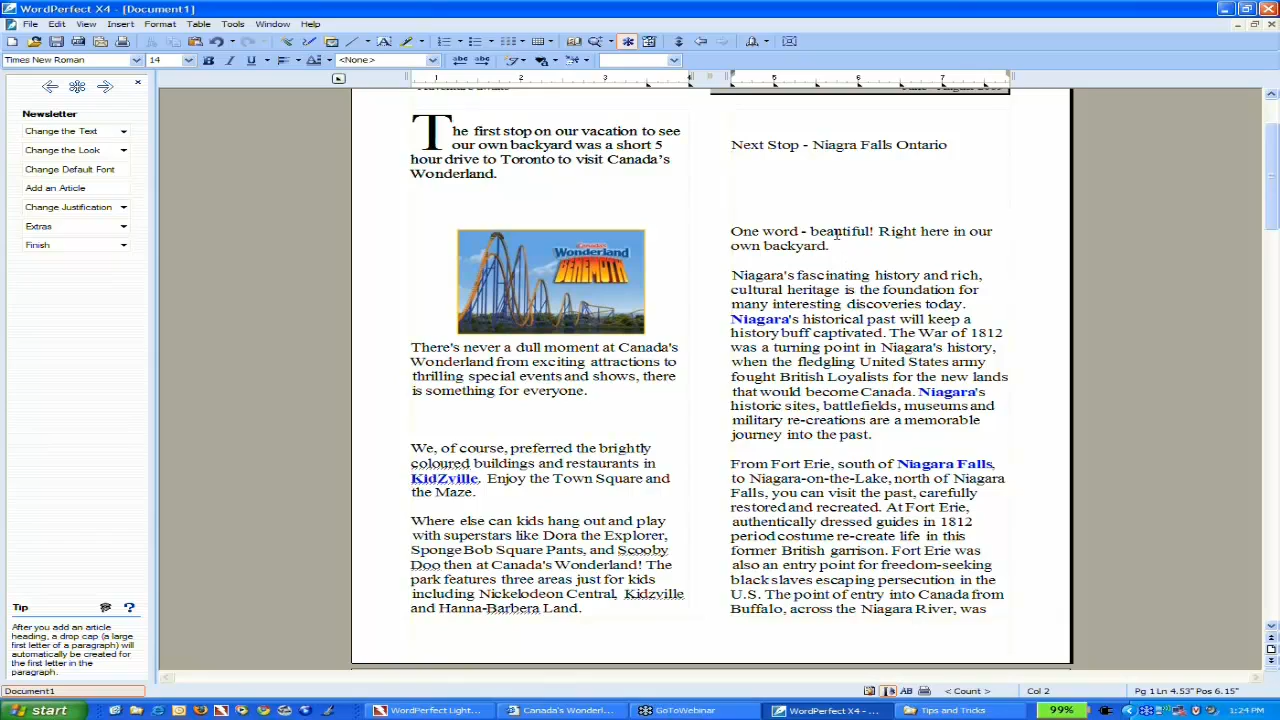 WordPerfect X4 - [Document1]
File Edit View Insert Format Table Tools Window Help
Times New Roman 14 <None>
Newsletter
Change the Text
Change the Look
Change Default Font
Add an Article
Change Justification
Extras
Finish
Tip
After you add an article
heading, a drop cap (a large
first letter of a paragraph) will
automatically be created for
the first letter in the
paragraph.
1 2 3 5 6 7
The first stop on our vacation to see
our own backyard was a short 5
hour drive to Toronto to visit Canada's
Wonderland.
Canada's
Wonderland
BEHEMOTH
There's never a dull moment at Canada's
Wonderland from exciting attractions to
thrilling special events and shows, there
is something for everyone.
We, of course, preferred the brightly
coloured buildings and restaurants in
KidZville. Enjoy the Town Square and
the Maze.
Where else can kids hang out and play
with superstars like Dora the Explorer,
SpongeBob Square Pants, and Scooby
Doo then at Canada's Wonderland! The
park features three areas just for kids
including Nickelodeon Central, Kidzville
and Hanna-Barbera Land.
Next Stop - Niagra Falls Ontario
One word - beautiful! Right here in our
own backyard.
Niagara's fascinating history and rich,
cultural heritage is the foundation for
many interesting discoveries today.
Niagara's historical past will keep a
history buff captivated. The War of 1812
was a turning point in Niagara's history,
when the fledgling United States army
fought British Loyalists for the new lands
that would become Canada. Niagara's
historic sites, battlefields, museums and
military re-creations are a memorable
journey into the past.
From Fort Erie, south of Niagara Falls,
to Niagara-on-the-Lake, north of Niagara
Falls, you can visit the past, carefully
restored and recreated. At Fort Erie,
authentically dressed guides in 1812
period costume re-create life in this
former British garrison. Fort Erie was
also an entry point for freedom-seeking
black slaves escaping persecution in the
U.S. The point of entry into Canada from
Buffalo, across the Niagara River, was
Document1
AB < Count > Col 2 Pg 1 Ln 4.53" Pos 6.15"
start WordPerfect Light... Canada's Wonderl... GoToWebinar WordPerfect X4 - ... Tips and Tricks 99% 1:24 PM